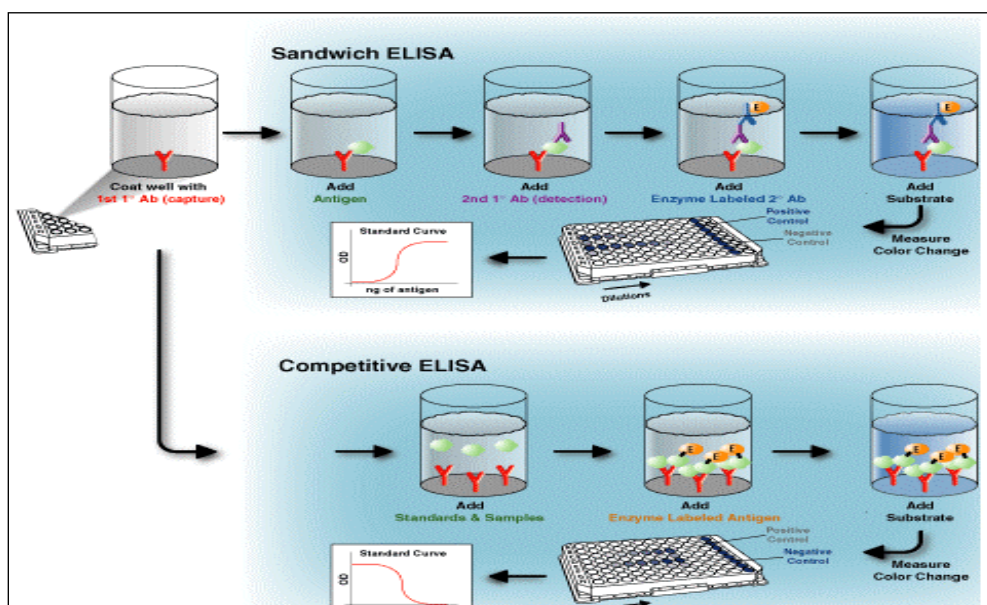 Sandwich ELISA
Coat well with
1st 1° Ab (capture)
Add
Antigen
Add
2nd 1° Ab (detection)
E
Add
Enzyme Labeled 2° Ab
E
Add
Substrate
Measure
Color Change
Positive
Control
Negative
Control
Dilutions
Standard Curve
OD
ng of antigen
Competitive ELISA
Add
Standards & Samples
E
E
E
Add
Enzyme Labeled Antigen
E
E
E
Add
Substrate
Measure
Color Change
Positive
Control
Negative
Control
Standard Curve
OD